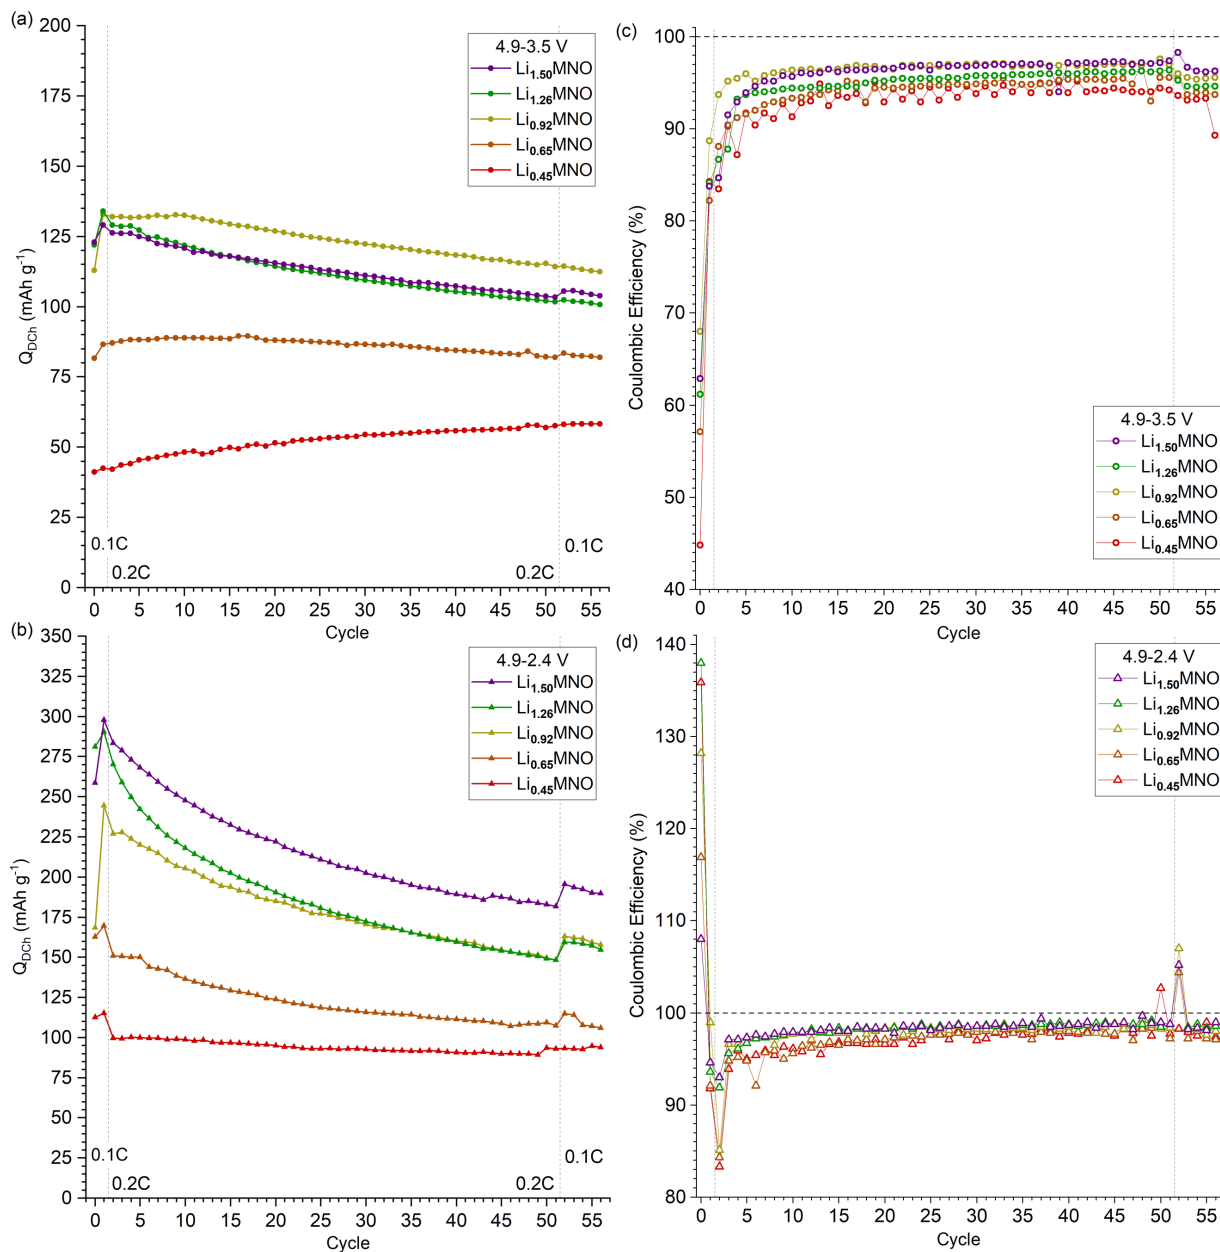 (a)
200
175
150
125
100
75
50
25
0
Q_DCh (mAh g⁻¹)
4.9-3.5 V
Li₁.₅₀MNO
Li₁.₂₆MNO
Li₀.₉₂MNO
Li₀.₆₅MNO
Li₀.₄₅MNO
0.1C
0.2C
0.2C
0.1C
0 5 10 15 20 25 30 35 40 45 50 55
Cycle
(c)
100
90
80
70
60
50
40
Coulombic Efficiency (%)
4.9-3.5 V
Li₁.₅₀MNO
Li₁.₂₆MNO
Li₀.₉₂MNO
Li₀.₆₅MNO
Li₀.₄₅MNO
0 5 10 15 20 25 30 35 40 45 50 55
Cycle
(b)
350
325
300
275
250
225
200
175
150
125
100
75
50
25
0
Q_DCh (mAh g⁻¹)
4.9-2.4 V
Li₁.₅₀MNO
Li₁.₂₆MNO
Li₀.₉₂MNO
Li₀.₆₅MNO
Li₀.₄₅MNO
0.1C
0.2C
0.2C
0.1C
0 5 10 15 20 25 30 35 40 45 50 55
Cycle
(d)
140
130
120
110
100
90
80
Coulombic Efficiency (%)
4.9-2.4 V
Li₁.₅₀MNO
Li₁.₂₆MNO
Li₀.₉₂MNO
Li₀.₆₅MNO
Li₀.₄₅MNO
0 5 10 15 20 25 30 35 40 45 50 55
Cycle